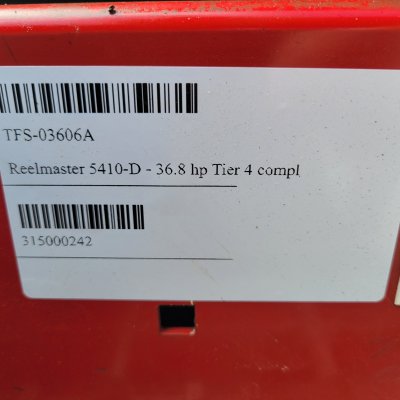 TFS-03606A
Reelmaster 5410-D - 36.8 hp Tier 4 compl
315000242